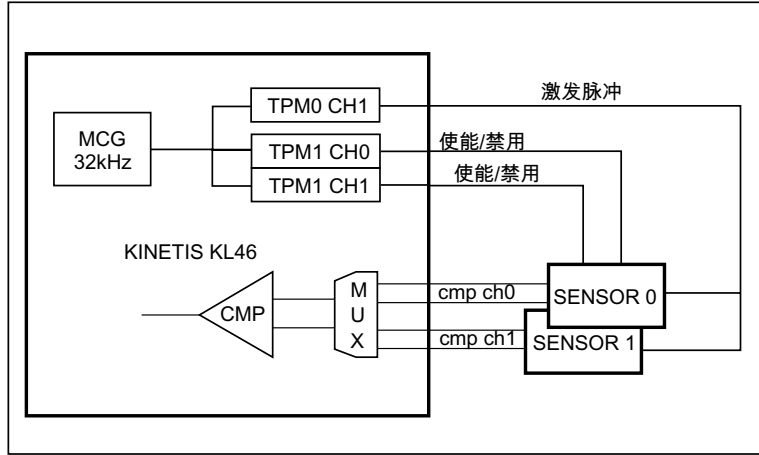 激发脉冲
TPM0 CH1
MCG
32kHz
使能/禁用
TPM1 CH0
使能/禁用
TPM1 CH1
KINETIS KL46
CMP
M
U
X
cmp ch0
SENSOR 0
cmp ch1
SENSOR 1